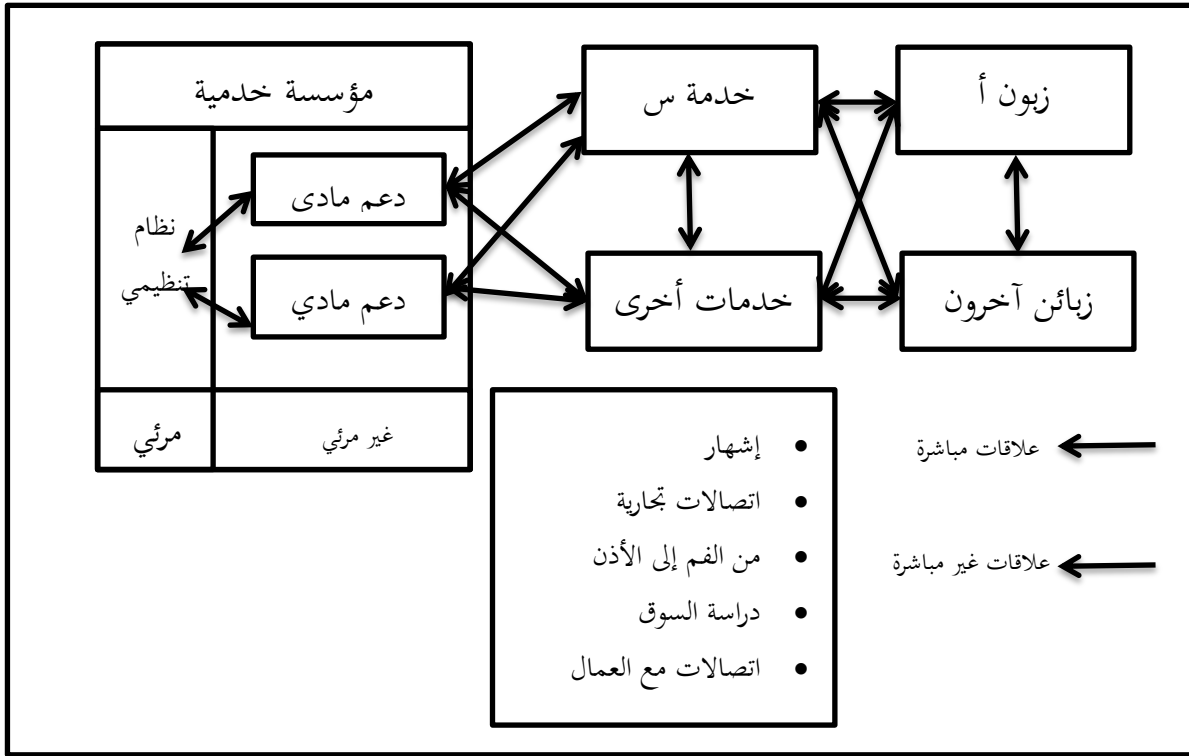 مؤسسة خدمية
خدمة س
زبون أ
دعم مادى
نظام
تنظيمي
دعم مادي
خدمات أخرى
زبائن آخرون
مرئي
غير مرئي
• إشهار
• اتصالات تجارية
• من الفم إلى الأذن
• دراسة السوق
• اتصالات مع العمال
علاقات مباشرة
علاقات غير مباشرة